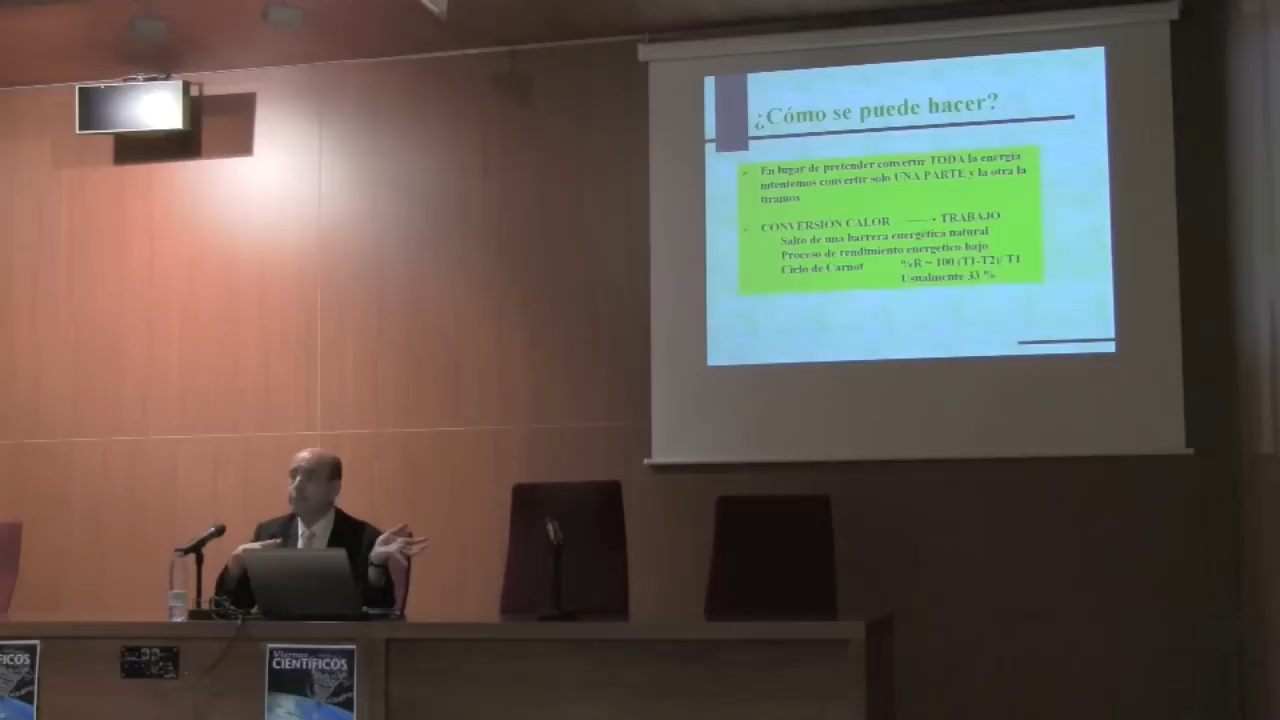 ¿Cómo se puede hacer?
En lugar de pretender convertir TODA la energía
intentemos convertir solo UNA PARTE y la otra la
tiramos
CONVERSIÓN CALOR → TRABAJO
Salto de una barrera energética natural
Proceso de rendimiento energético bajo
Ciclo de Carnot %R = 100 (T1-T2)/ T1
Usualmente 33 %
FICOS
Viernes
CIENTÍFICOS